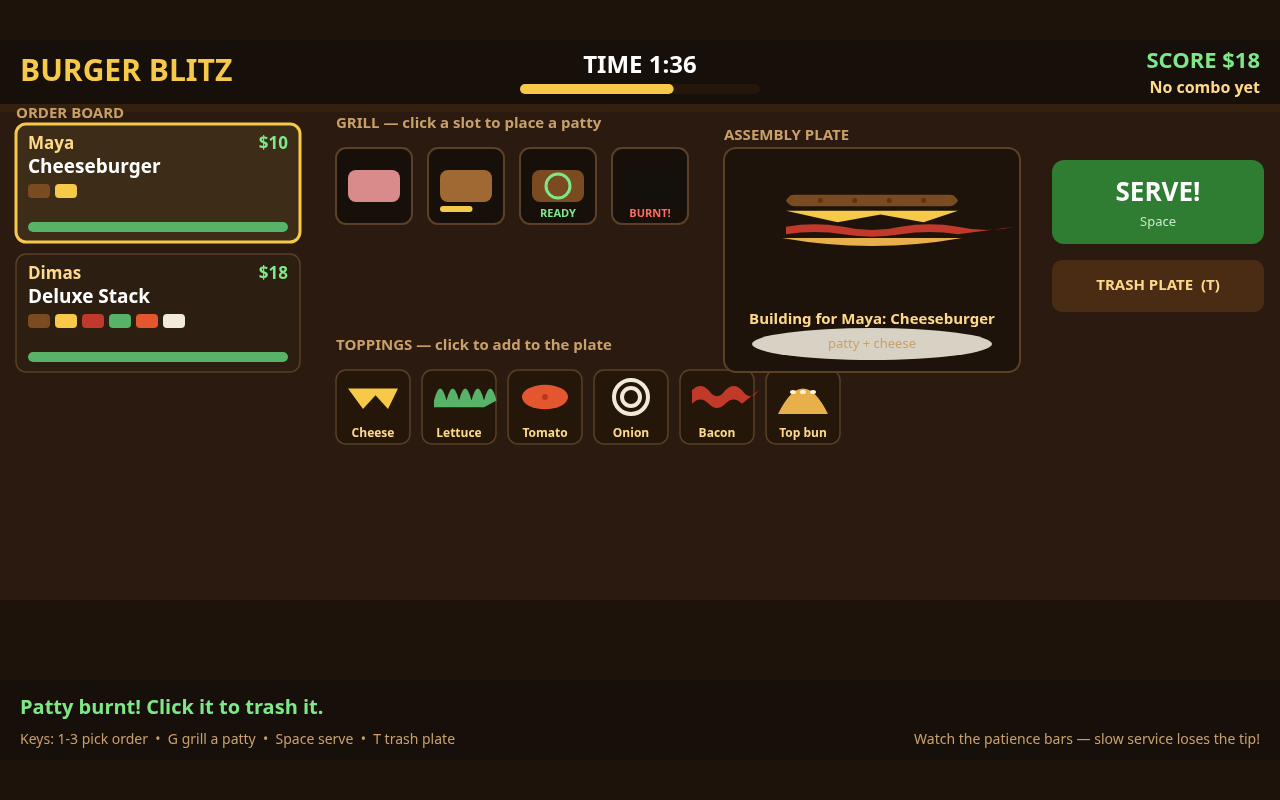 BURGER BLITZ
TIME 1:36
SCORE $18
No combo yet
ORDER BOARD
Maya $10
Cheeseburger
Dimas $18
Deluxe Stack
GRILL — click a slot to place a patty
READY
BURNT!
TOPPINGS — click to add to the plate
Cheese
Lettuce
Tomato
Onion
Bacon
Top bun
ASSEMBLY PLATE
Building for Maya: Cheeseburger
patty + cheese
SERVE!
Space
TRASH PLATE (T)
Patty burnt! Click it to trash it.
Keys: 1-3 pick order • G grill a patty • Space serve • T trash plate
Watch the patience bars — slow service loses the tip!